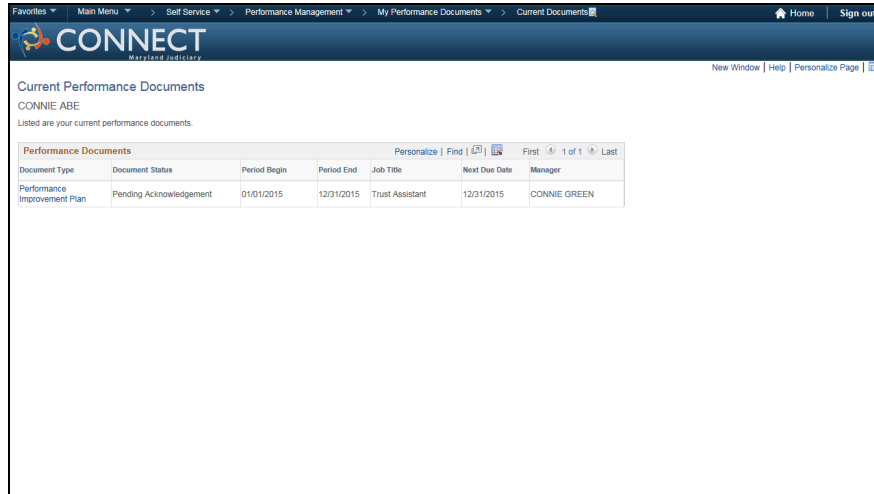 Favorites Main Menu > Self Service > Performance Management > My Performance Documents > Current Documents
Home Sign out
CONNECT
Maryland Judiciary
New Window | Help | Personalize Page |
Current Performance Documents
CONNIE ABE
Listed are your current performance documents.
Performance Documents Personalize | Find | | First 1 of 1 Last
Document Type Document Status Period Begin Period End Job Title Next Due Date Manager
Performance
Improvement Plan Pending Acknowledgement 01/01/2015 12/31/2015 Trust Assistant 12/31/2015 CONNIE GREEN